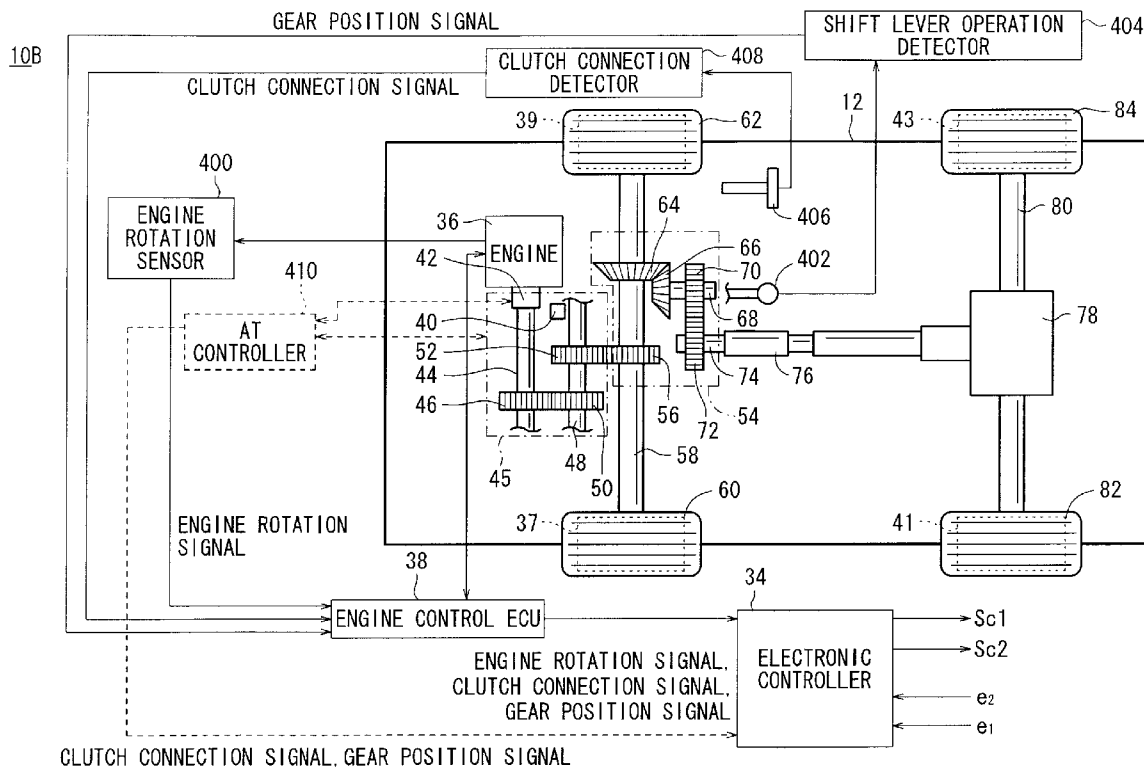 GEAR POSITION SIGNAL
SHIFT LEVER OPERATION
DETECTOR
404
10B
408
CLUTCH CONNECTION
DETECTOR
CLUTCH CONNECTION SIGNAL
39
62
12
43
84
400
ENGINE
ROTATION
SENSOR
36
ENGINE
42
64
66
70
406
402
80
410
AT
CONTROLLER
40
68
78
52
44
46
74
76
56
72
54
45
48
50
58
ENGINE ROTATION
SIGNAL
37
60
41
82
38
ENGINE CONTROL ECU
34
ELECTRONIC
CONTROLLER
Sc1
Sc2
e2
e1
ENGINE ROTATION SIGNAL,
CLUTCH CONNECTION SIGNAL,
GEAR POSITION SIGNAL
CLUTCH CONNECTION SIGNAL, GEAR POSITION SIGNAL